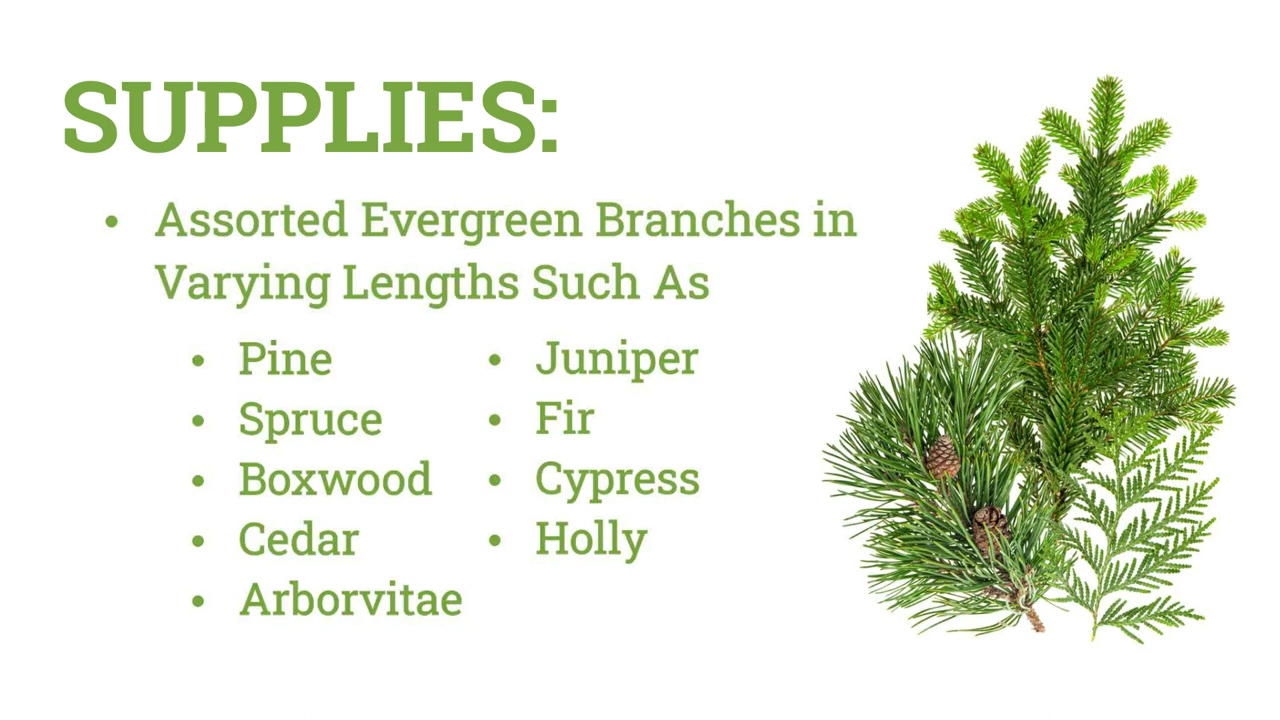 SUPPLIES:
• Assorted Evergreen Branches in
Varying Lengths Such As
• Pine
• Spruce
• Boxwood
• Cedar
• Arborvitae
• Juniper
• Fir
• Cypress
• Holly